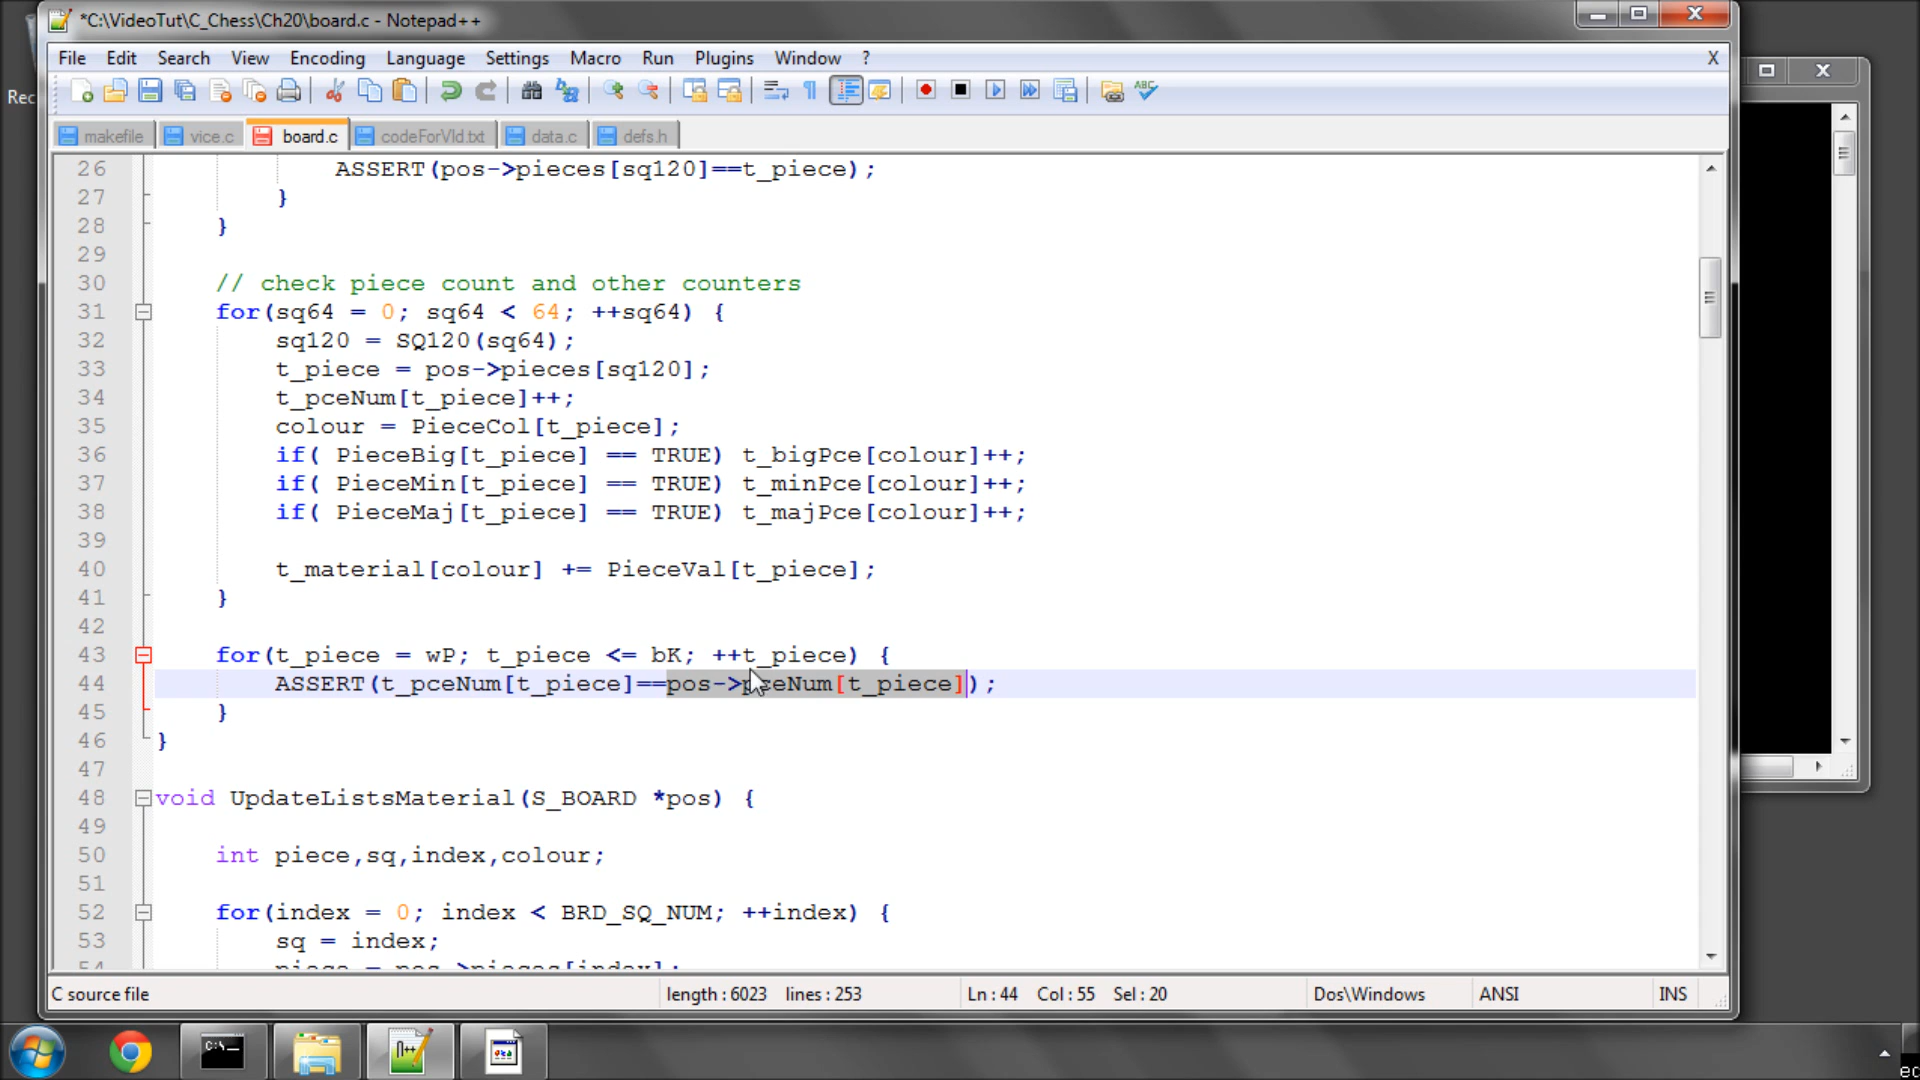 *C:\VideoTut\C_Chess\Ch20\board.c - Notepad++
File Edit Search View Encoding Language Settings Macro Run Plugins Window ? X
Rec
makefile vice.c board.c codeForVid.txt data.c defs.h
26 ASSERT(pos->pieces[sq120]==t_piece);
27 }
28 }
29
30 // check piece count and other counters
31 for(sq64 = 0; sq64 < 64; ++sq64) {
32 sq120 = SQ120(sq64);
33 t_piece = pos->pieces[sq120];
34 t_pceNum[t_piece]++;
35 colour = PieceCol[t_piece];
36 if( PieceBig[t_piece] == TRUE) t_bigPce[colour]++;
37 if( PieceMin[t_piece] == TRUE) t_minPce[colour]++;
38 if( PieceMaj[t_piece] == TRUE) t_majPce[colour]++;
39
40 t_material[colour] += PieceVal[t_piece];
41 }
42
43 for(t_piece = wP; t_piece <= bK; ++t_piece) {
44 ASSERT(t_pceNum[t_piece]==pos->pceNum[t_piece]);
45 }
46 }
47
48 void UpdateListsMaterial(S_BOARD *pos) {
49
50 int piece,sq,index,colour;
51
52 for(index = 0; index < BRD_SQ_NUM; ++index) {
53 sq = index;
54 piece = pos->pieces[index];
C source file length : 6023 lines : 253 Ln : 44 Col : 55 Sel : 20 Dos\Windows ANSI INS